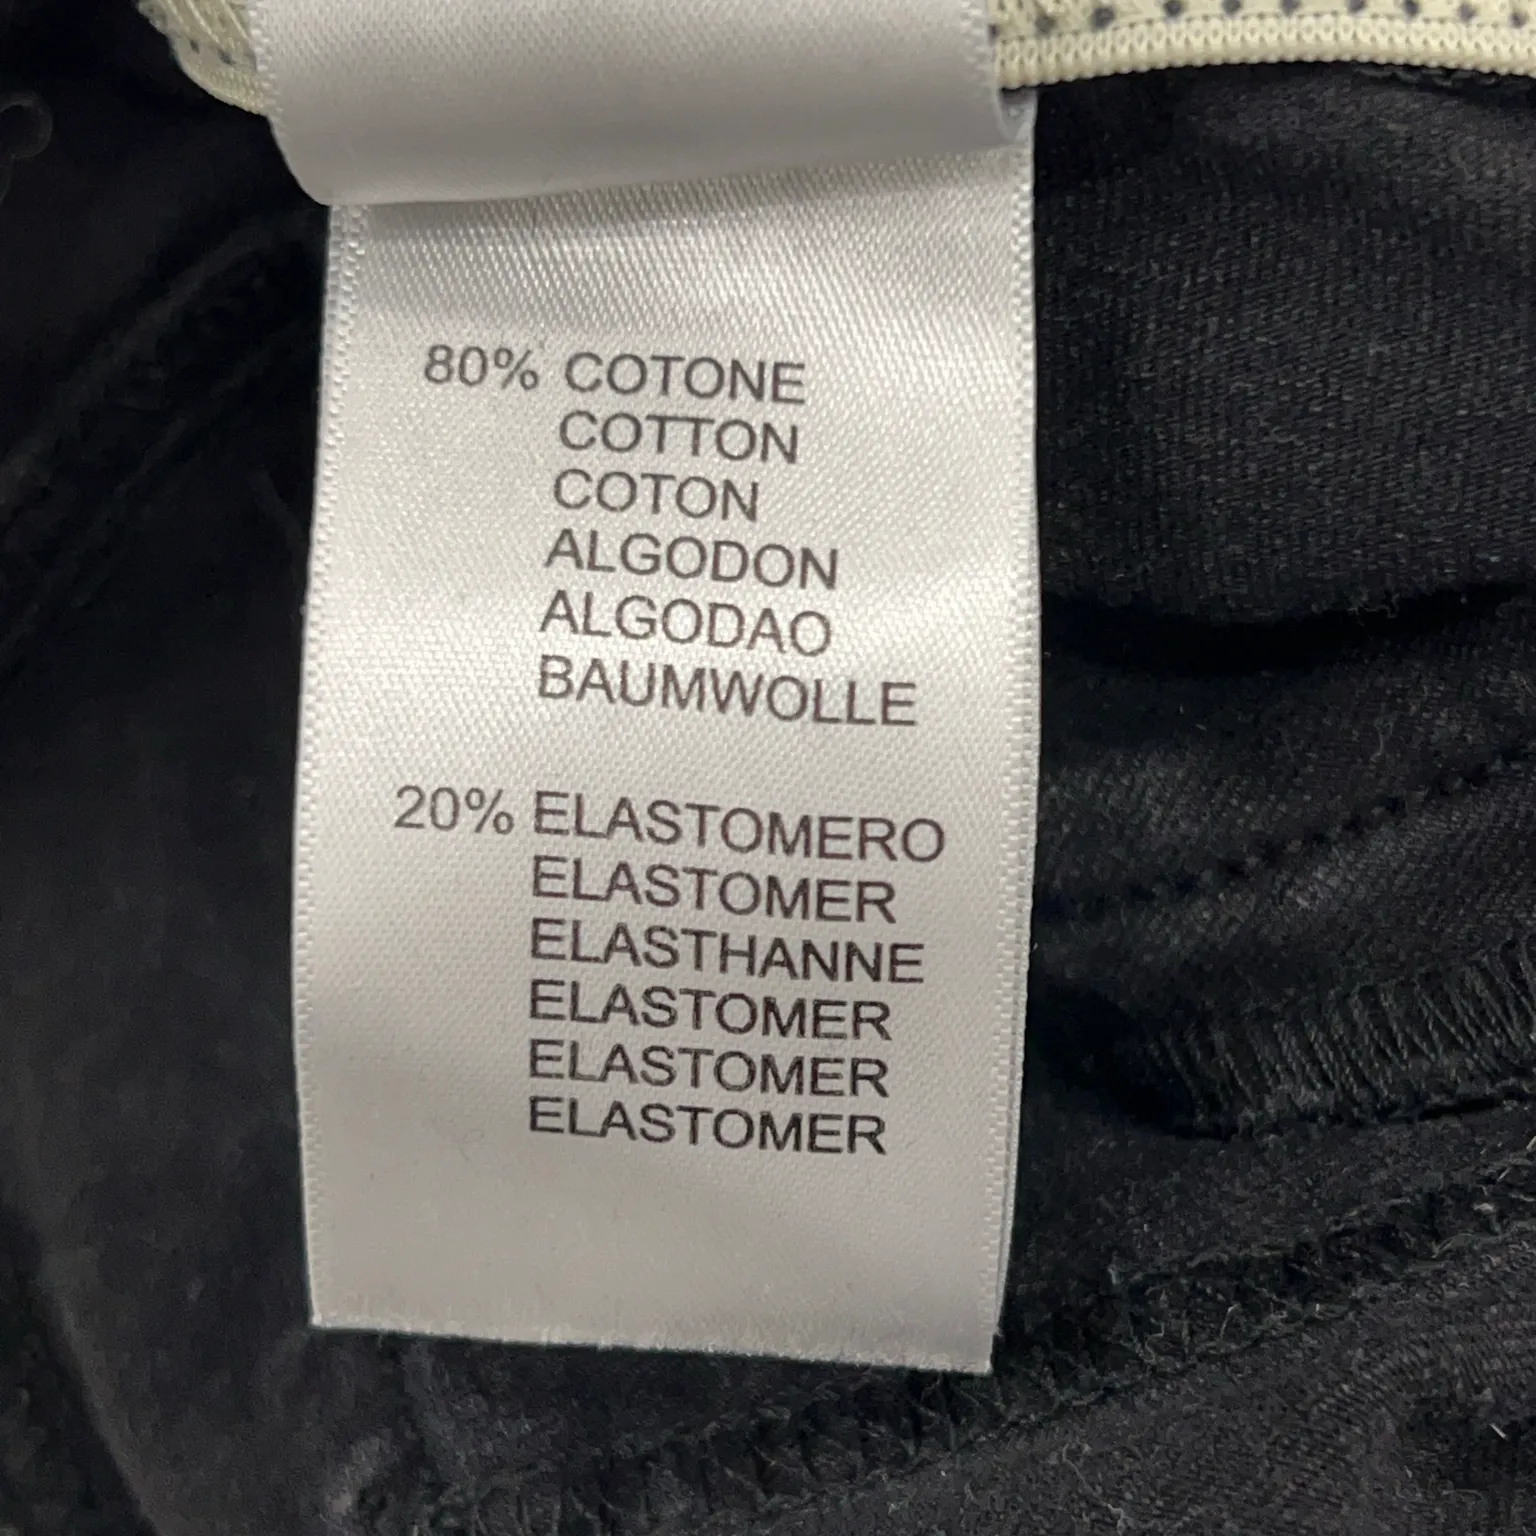 80% COTONE
COTTON
COTON
ALGODON
ALGODAO
BAUMWOLLE
20% ELASTOMERO
ELASTOMER
ELASTHANNE
ELASTOMER
ELASTOMER
ELASTOMER